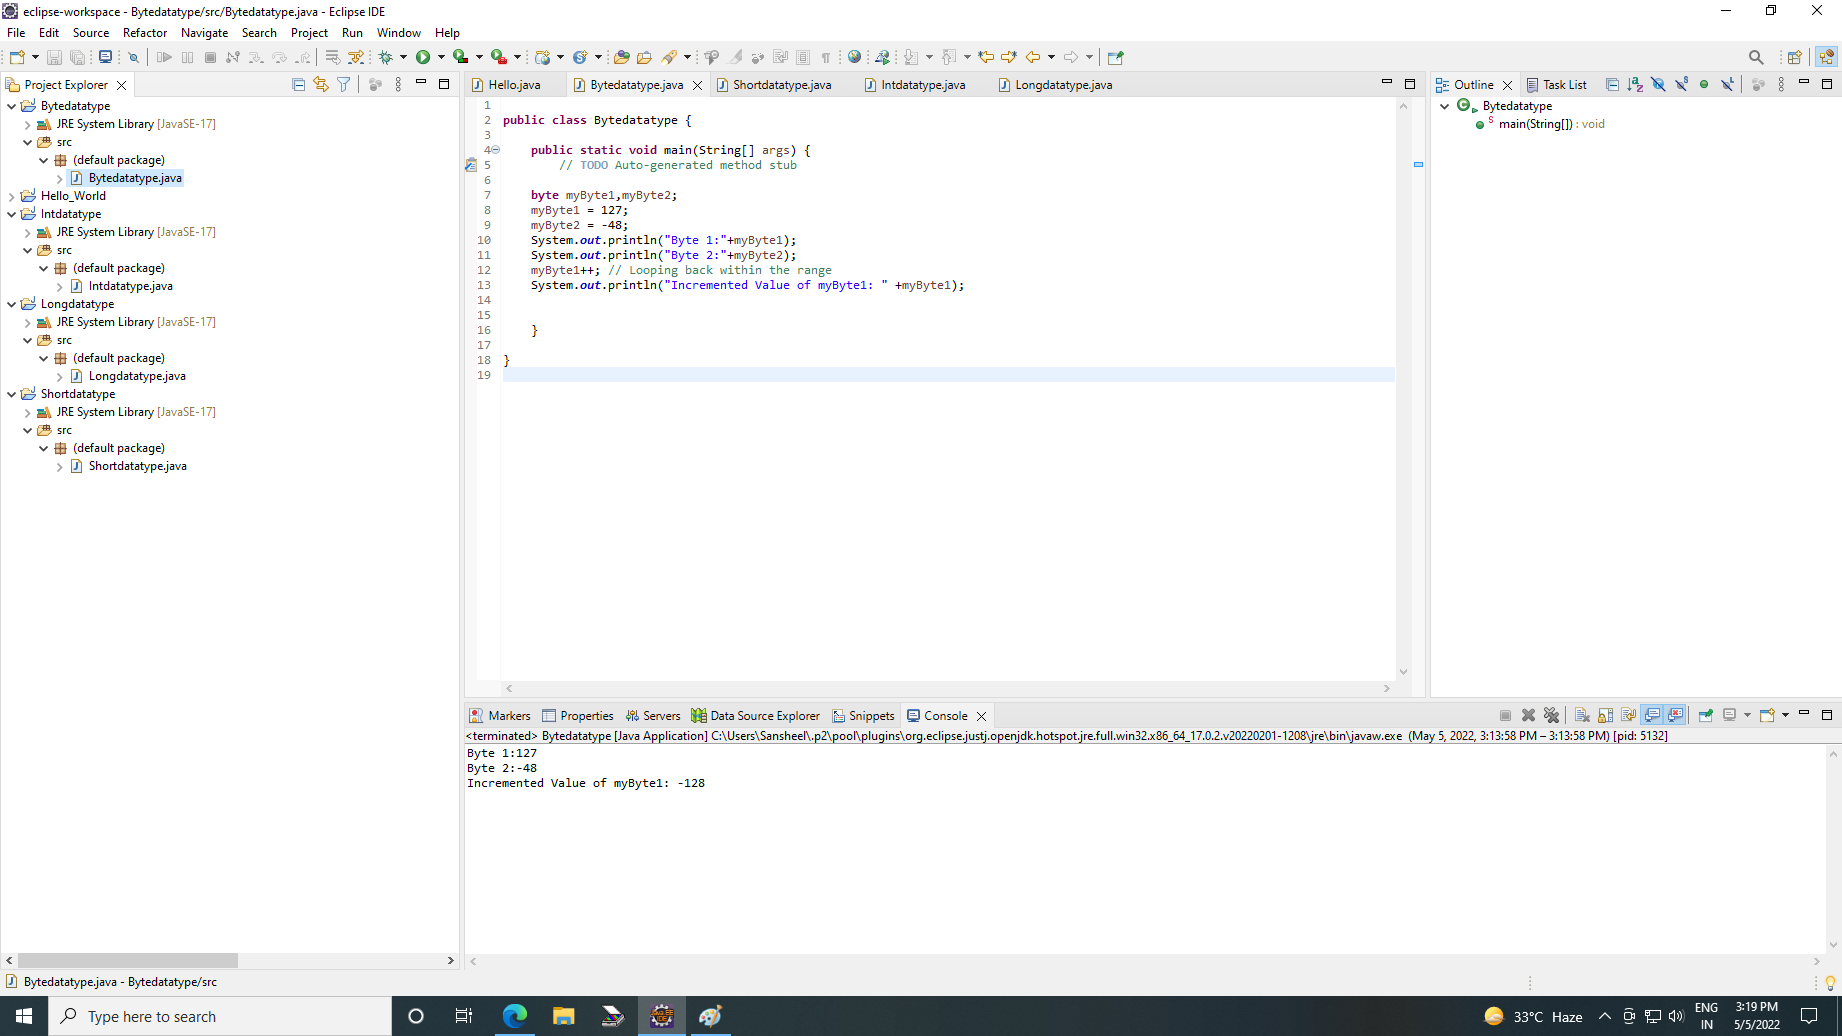 eclipse-workspace - Bytedatatype/src/Bytedatatype.java - Eclipse IDE
File Edit Source Refactor Navigate Search Project Run Window Help
Project Explorer
Bytedatatype
JRE System Library [JavaSE-17]
src
(default package)
Bytedatatype.java
Hello_World
Intdatatype
JRE System Library [JavaSE-17]
src
(default package)
Intdatatype.java
Longdatatype
JRE System Library [JavaSE-17]
src
(default package)
Longdatatype.java
Shortdatatype
JRE System Library [JavaSE-17]
src
(default package)
Shortdatatype.java
Hello.java Bytedatatype.java Shortdatatype.java Intdatatype.java Longdatatype.java
1
2 public class Bytedatatype {
3
4 public static void main(String[] args) {
5 // TODO Auto-generated method stub
6
7 byte myByte1,myByte2;
8 myByte1 = 127;
9 myByte2 = -48;
10 System.out.println("Byte 1:"+myByte1);
11 System.out.println("Byte 2:"+myByte2);
12 myByte1++; // Looping back within the range
13 System.out.println("Incremented Value of myByte1: " +myByte1);
14
15
16 }
17
18 }
19
Outline Task List
Bytedatatype
main(String[]) : void
Markers Properties Servers Data Source Explorer Snippets Console
<terminated> Bytedatatype [Java Application] C:\Users\Sansheel\.p2\pool\plugins\org.eclipse.justj.openjdk.hotspot.jre.full.win32.x86_64_17.0.2.v20220201-1208\jre\bin\javaw.exe (May 5, 2022, 3:13:58 PM – 3:13:58 PM) [pid: 5132]
Byte 1:127
Byte 2:-48
Incremented Value of myByte1: -128
Bytedatatype.java - Bytedatatype/src
Type here to search
33°C Haze
ENG
IN
3:19 PM
5/5/2022